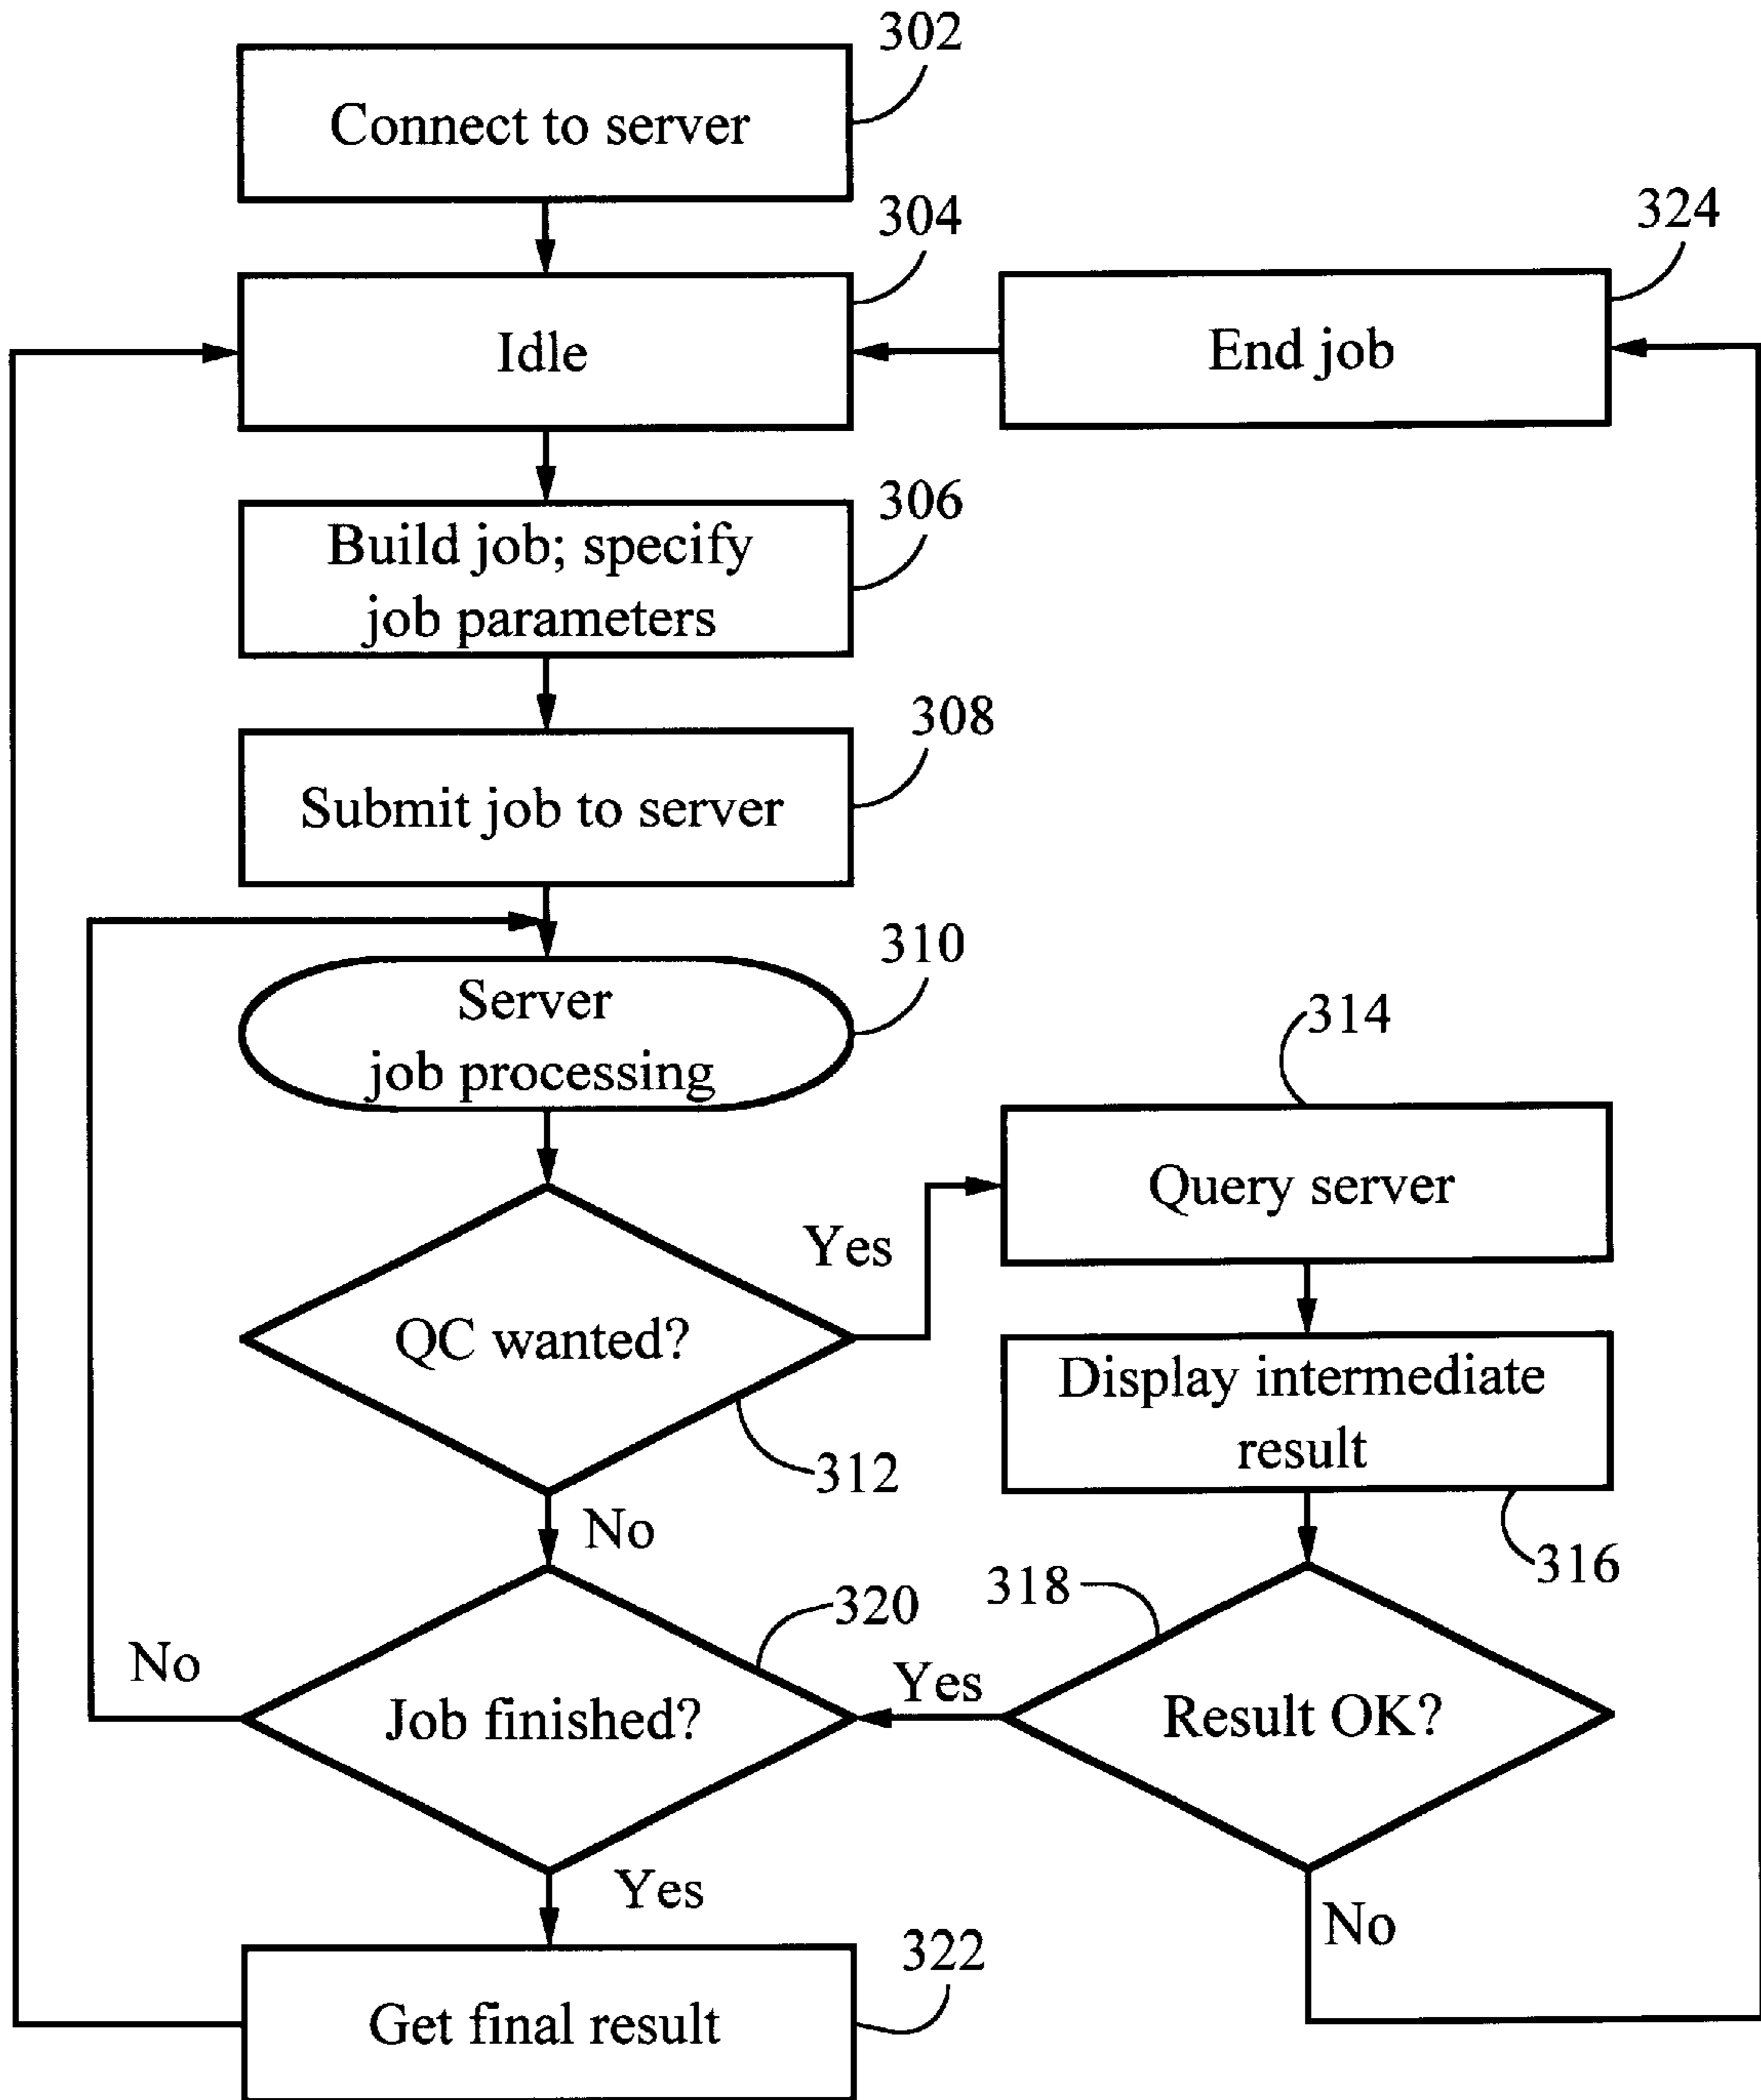 302
Connect to server
304
324
Idle
End job
306
Build job; specify
job parameters
308
Submit job to server
310
Server
job processing
314
Query server
Yes
QC wanted?
Display intermediate
result
312
No
316
318
320
No
Yes
Job finished?
Result OK?
Yes
No
322
Get final result